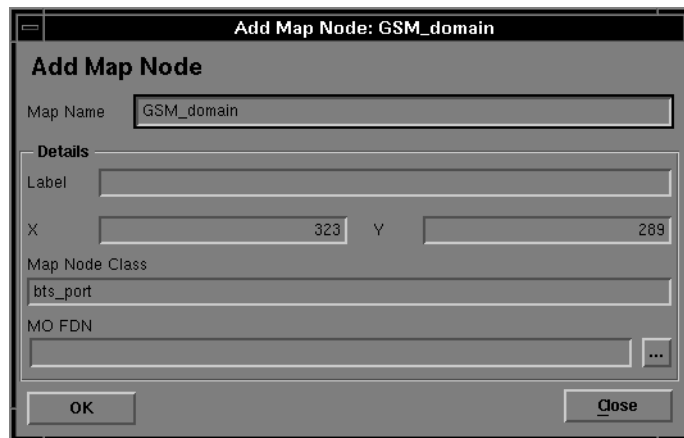 Add Map Node: GSM_domain
Add Map Node
Map Name GSM_domain
Details
Label
X 323 Y 289
Map Node Class
bts_port
MO FDN
...
OK Close